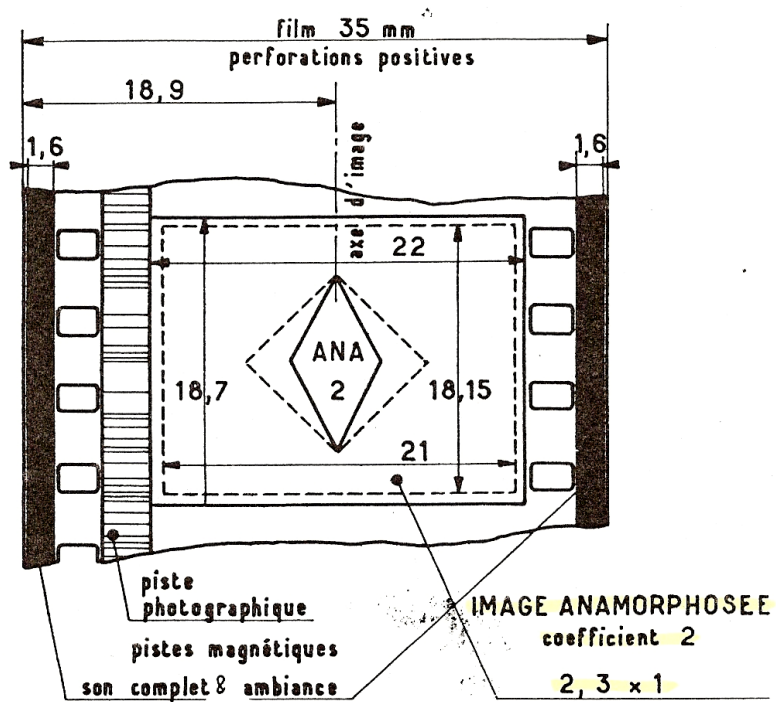 film 35 mm
perforations positives
18,9
1,6
1,6
axe d'image
22
ANA
2
18,7
18,15
21
piste
photographique
pistes magnétiques
son complet & ambiance
IMAGE ANAMORPHOSEE
coefficient 2
2,3 × 1